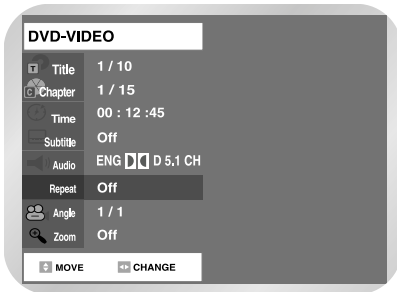 DVD-VIDEO
T Title 1 / 10
C Chapter 1 / 15
Time 00 : 12 :45
Subtitle Off
Audio ENG D 5.1 CH
Repeat Off
Angle 1 / 1
Zoom Off
MOVE CHANGE